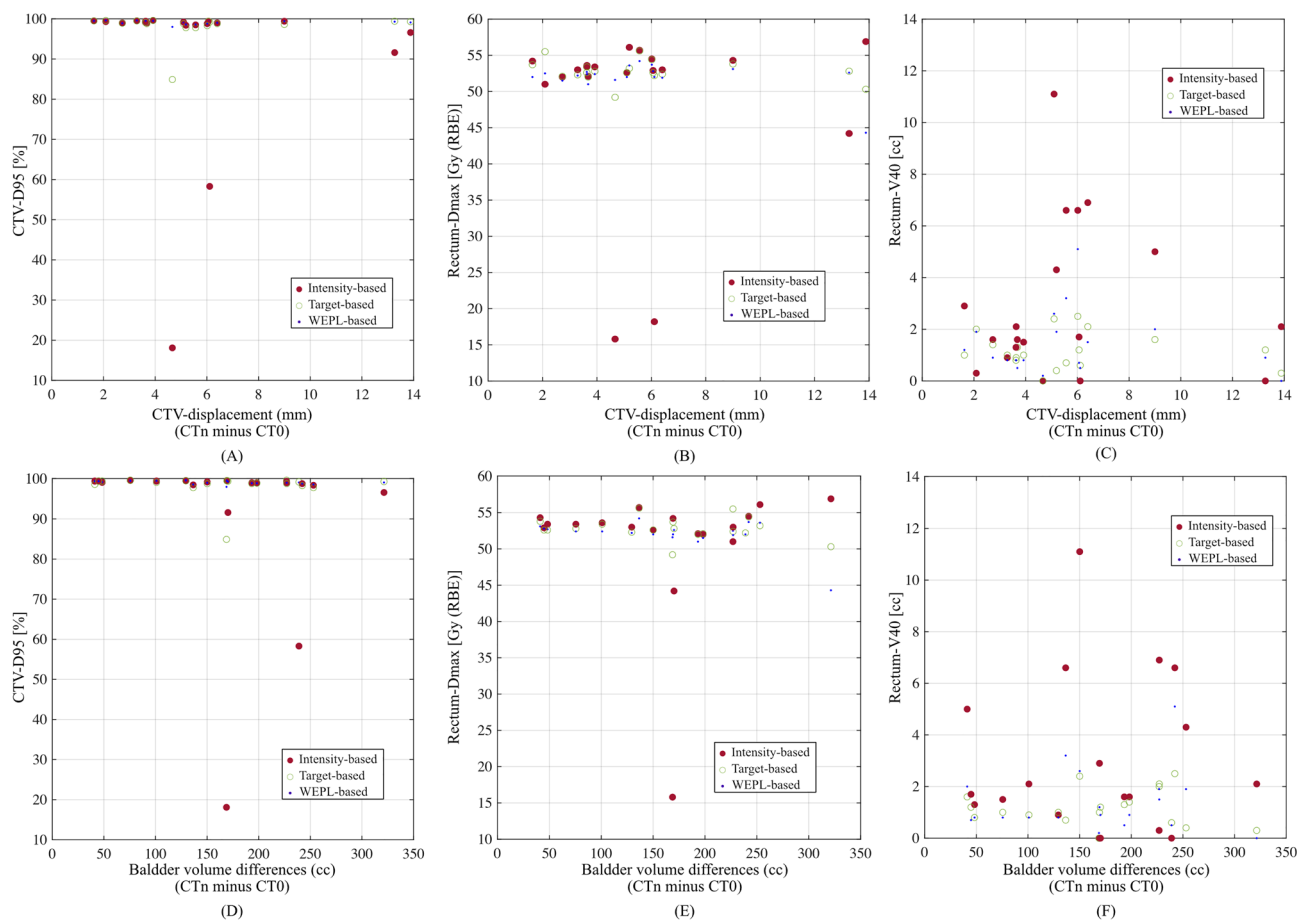 100
90
80
70
60
50
40
30
20
10
0 2 4 6 8 10 12 14
CTV-D95 [%]
Intensity-based
Target-based
WEPL-based
CTV-displacement (mm)
(CTn minus CT0)
(A)
60
55
50
45
40
35
30
25
20
15
10
0 2 4 6 8 10 12 14
Rectum-Dmax [Gy (RBE)]
Intensity-based
Target-based
WEPL-based
CTV-displacement (mm)
(CTn minus CT0)
(B)
14
12
10
8
6
4
2
0
0 2 4 6 8 10 12 14
Rectum-V40 [cc]
Intensity-based
Target-based
WEPL-based
CTV-displacement (mm)
(CTn minus CT0)
(C)
100
90
80
70
60
50
40
30
20
10
0 50 100 150 200 250 300 350
CTV-D95 [%]
Intensity-based
Target-based
WEPL-based
Baldder volume differences (cc)
(CTn minus CT0)
(D)
60
55
50
45
40
35
30
25
20
15
10
0 50 100 150 200 250 300 350
Rectum-Dmax [Gy (RBE)]
Intensity-based
Target-based
WEPL-based
Baldder volume differences (cc)
(CTn minus CT0)
(E)
14
12
10
8
6
4
2
0
0 50 100 150 200 250 300 350
Rectum-V40 [cc]
Intensity-based
Target-based
WEPL-based
Baldder volume differences (cc)
(CTn minus CT0)
(F)